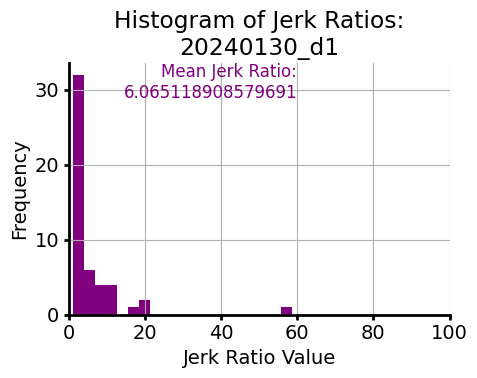 Histogram of Jerk Ratios:
20240130_d1
Mean Jerk Ratio:
6.065118908579691
Frequency
30
20
10
0
0 20 40 60 80 100
Jerk Ratio Value